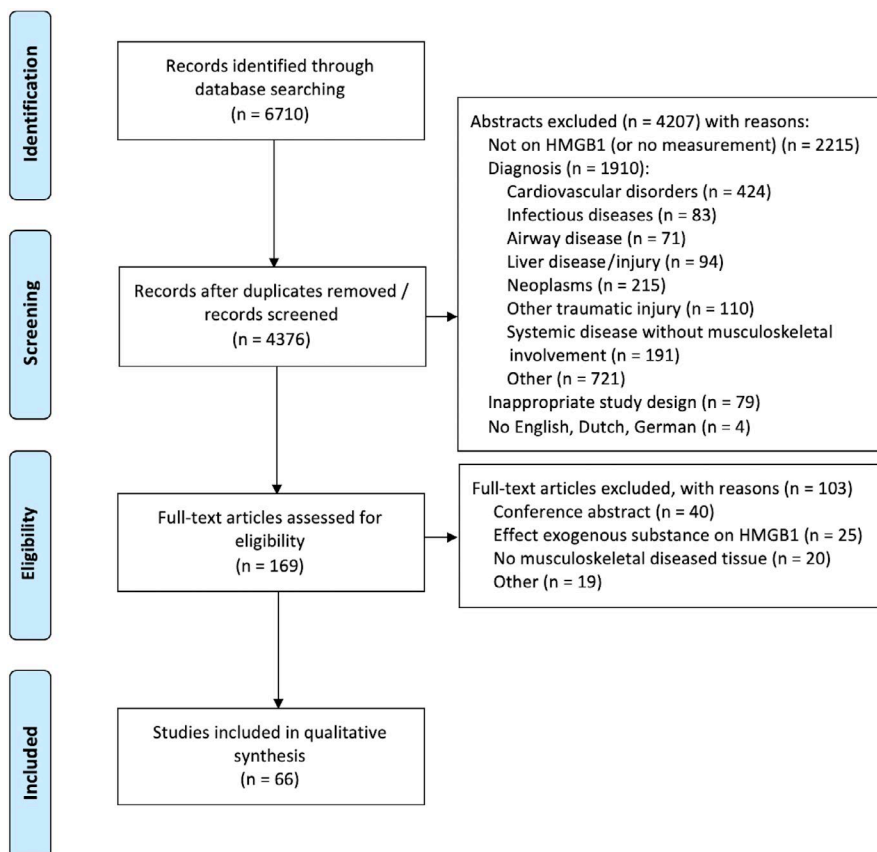 Identification
Records identified through
database searching
(n = 6710)
Screening
Records after duplicates removed /
records screened
(n = 4376)
Abstracts excluded (n = 4207) with reasons:
Not on HMGB1 (or no measurement) (n = 2215)
Diagnosis (n = 1910):
Cardiovascular disorders (n = 424)
Infectious diseases (n = 83)
Airway disease (n = 71)
Liver disease/injury (n = 94)
Neoplasms (n = 215)
Other traumatic injury (n = 110)
Systemic disease without musculoskeletal
involvement (n = 191)
Other (n = 721)
Inappropriate study design (n = 79)
No English, Dutch, German (n = 4)
Eligibility
Full-text articles assessed for
eligibility
(n = 169)
Full-text articles excluded, with reasons (n = 103)
Conference abstract (n = 40)
Effect exogenous substance on HMGB1 (n = 25)
No musculoskeletal diseased tissue (n = 20)
Other (n = 19)
Included
Studies included in qualitative
synthesis
(n = 66)